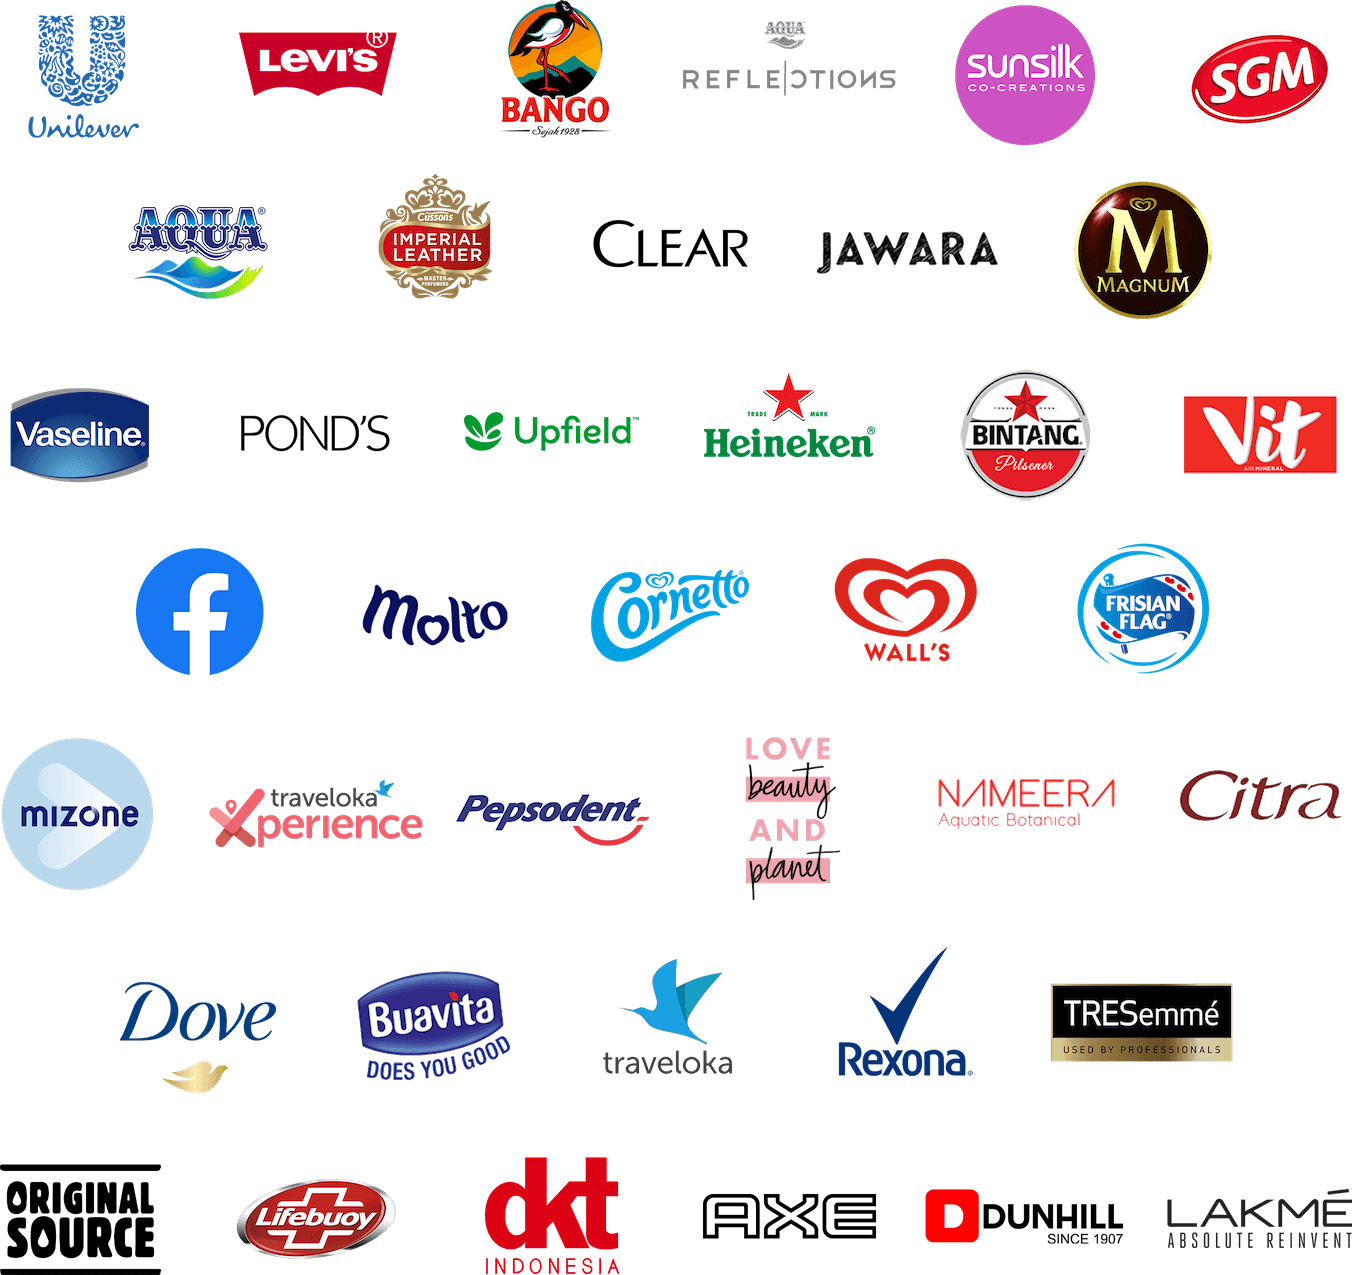 Unilever
LEVI'S ®
BANGO
Sejak 1928
AQUA
REFLECTIONS
sunsilk
CO-CREATIONS
SGM
AQUA®
Cussons
IMPERIAL
LEATHER
MASTER
PERFUMERS
CLEAR
JAWARA
M
MAGNUM
Vaseline®
POND'S
Upfield™
TRADE MARK
Heineken®
TRADE MARK
BINTANG
Pilsener
Vit
AIR MINERAL
f
Molto
Cornetto
WALL'S
FRISIAN
FLAG®
mizone
traveloka
Xperience
Pepsodent
LOVE
beauty
AND
planet
NAMEERA
Aquatic Botanical
Citra
Dove
Buavita
DOES YOU GOOD
traveloka
Rexona®
TRESemmé
USED BY PROFESSIONALS
ORIGINAL
SOURCE
Lifebuoy
dkt
INDONESIA
AXE
D DUNHILL
SINCE 1907
LAKMÉ
ABSOLUTE REINVENT